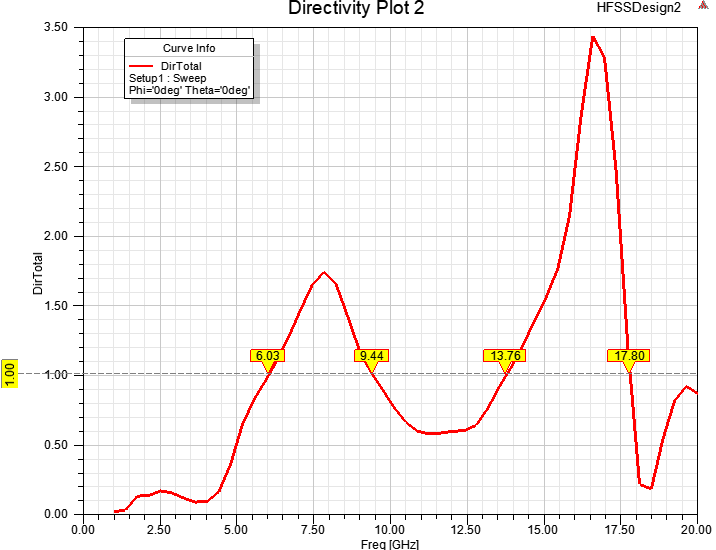 Directivity Plot 2
HFSSDesign2
Curve Info
DirTotal
Setup1 : Sweep
Phi='0deg' Theta='0deg'
3.50
3.00
2.50
2.00
1.50
1.00
0.50
0.00
DirTotal
1.00
6.03
9.44
13.76
17.80
0.00
2.50
5.00
7.50
10.00
12.50
15.00
17.50
20.00
Freq [GHz]